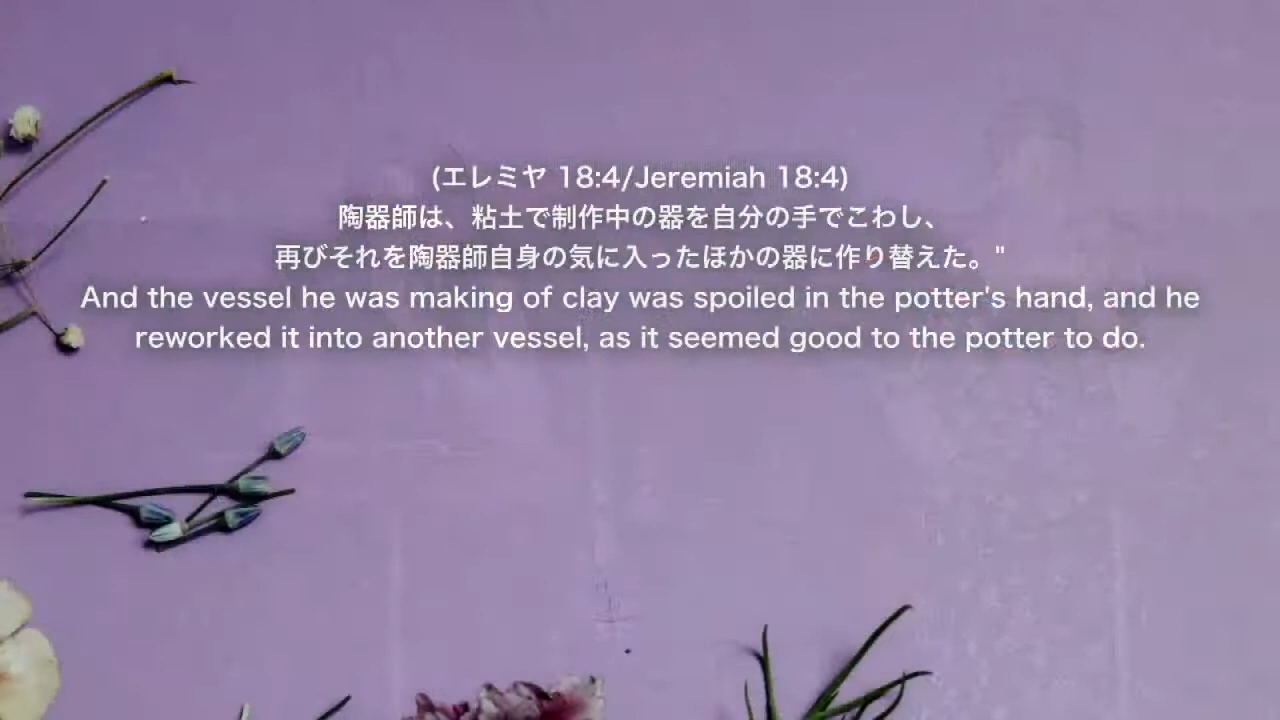 (エレミヤ 18:4/Jeremiah 18:4)
陶器師は、粘土で制作中の器を自分の手でこわし、
再びそれを陶器師自身の気に入ったほかの器に作り替えた。"
And the vessel he was making of clay was spoiled in the potter's hand, and he
reworked it into another vessel, as it seemed good to the potter to do.